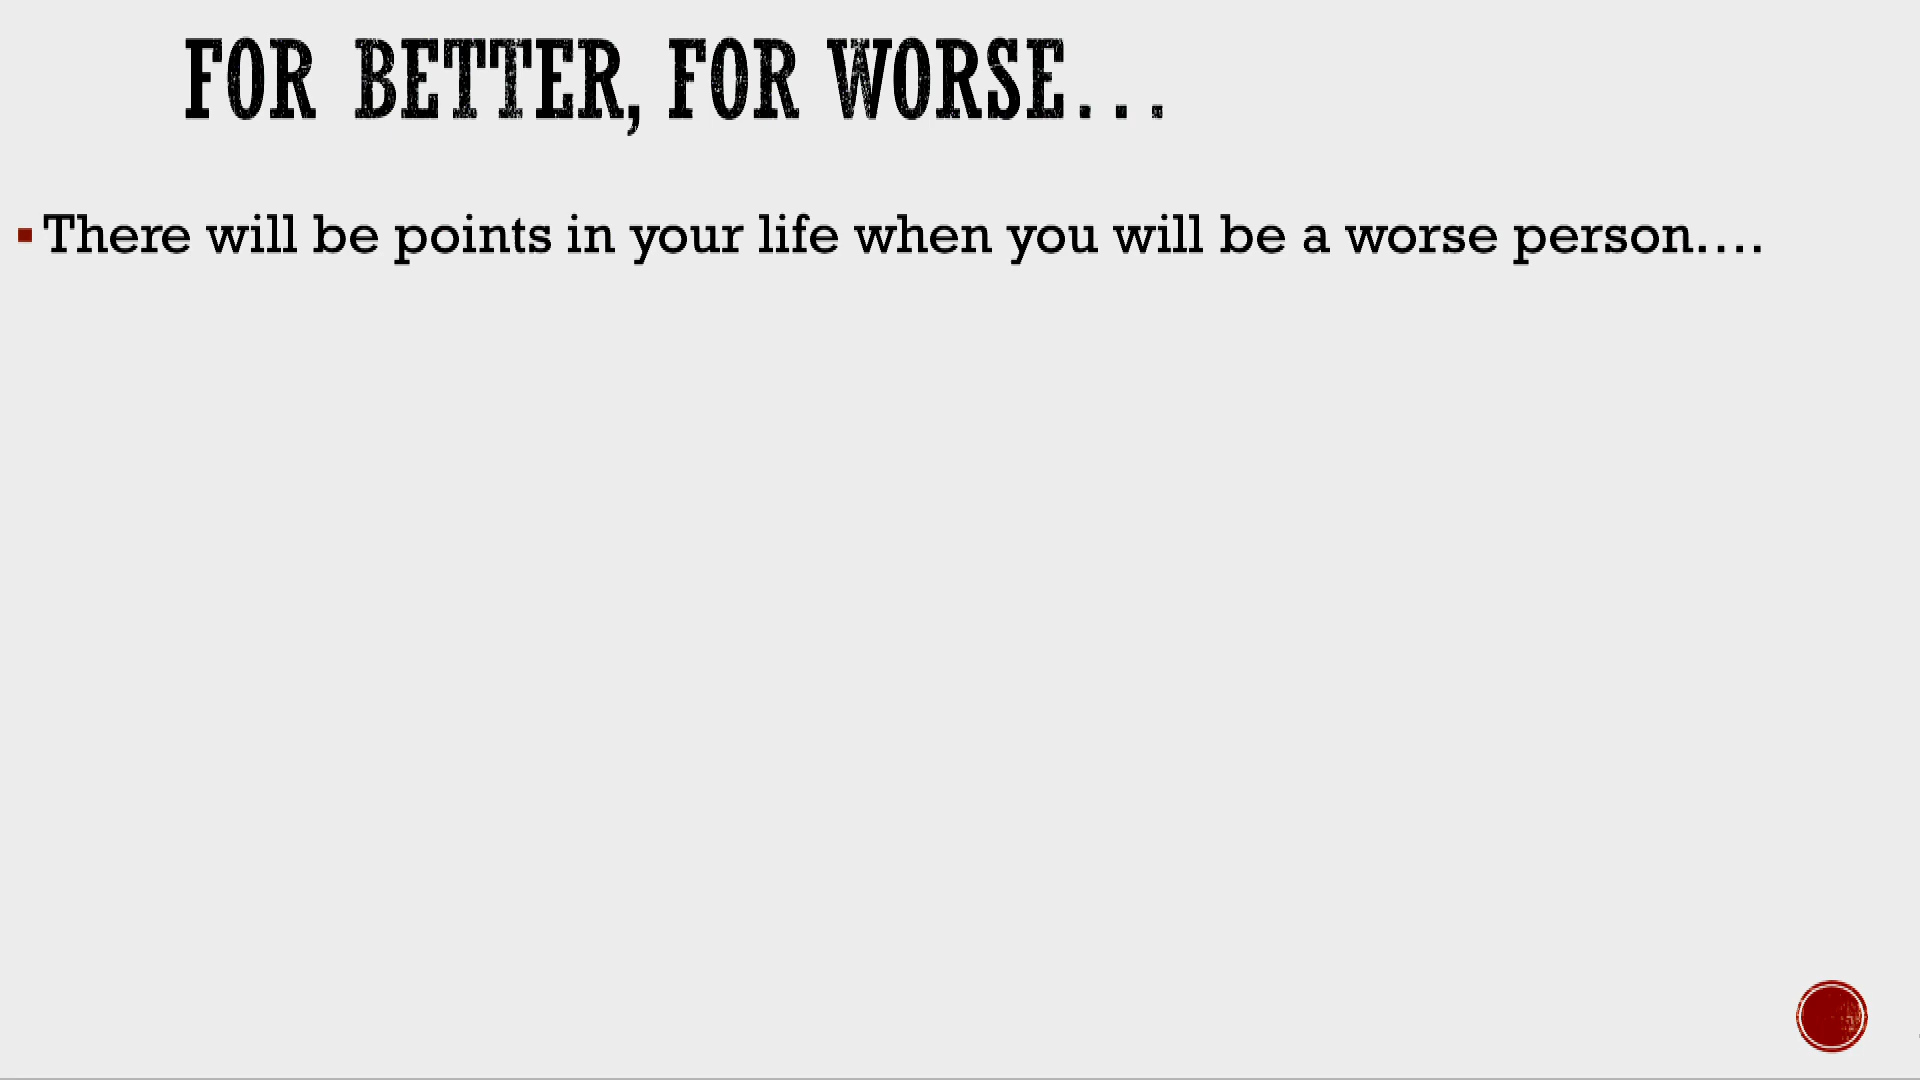 FOR BETTER, FOR WORSE...
There will be points in your life when you will be a worse person....